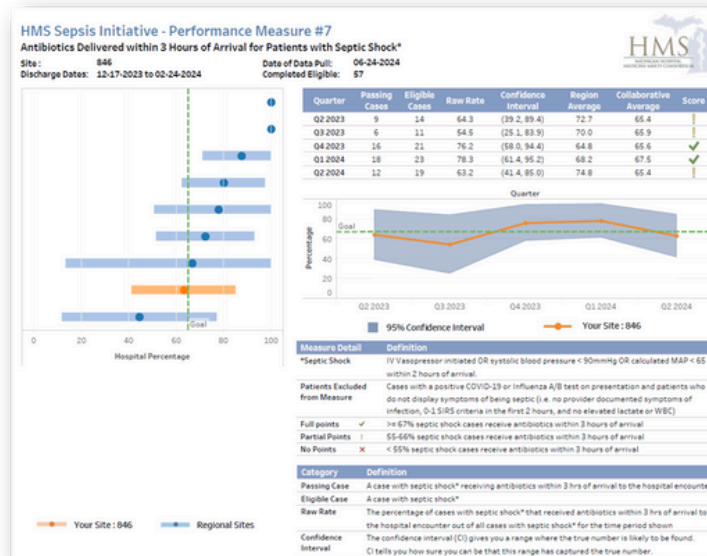 HMS Sepsis Initiative - Performance Measure #7
Antibiotics Delivered within 3 Hours of Arrival for Patients with Septic Shock*
Site : 846 Date of Data Pull: 06-24-2024
Discharge Dates: 12-17-2023 to 02-24-2024 Completed Eligible: 57
HMS
MICHIGAN HOSPITAL
MEDICINE SAFETY CONSORTIUM
Goal
0 20 40 60 80 100
Hospital Percentage
Your Site : 846 Regional Sites
Quarter Passing Cases Eligible Cases Raw Rate Confidence Interval Region Average Collaborative Average Score
Q2 2023 9 14 64.3 (39.2, 89.4) 72.7 65.4 !
Q3 2023 6 11 54.5 (25.1, 83.9) 70.0 65.9 !
Q4 2023 16 21 76.2 (58.0, 94.4) 64.8 65.6 ✓
Q1 2024 18 23 78.3 (61.4, 95.2) 68.2 67.5 ✓
Q2 2024 12 19 63.2 (41.4, 85.0) 74.8 65.4 !
Quarter
100
80
60
40
20
0
Percentage
Goal
Q2 2023 Q3 2023 Q4 2023 Q1 2024 Q2 2024
95% Confidence Interval Your Site : 846
Measure Detail Definition
*Septic Shock IV Vasopressor initiated OR systolic blood pressure < 90mmHg OR calculated MAP < 65
within 2 hours of arrival.
Patients Excluded Cases with a positive COVID-19 or Influenza A/B test on presentation and patients who
from Measure do not display symptoms of being septic (i.e. no provider documented symptoms of
infection, 0-1 SIRS criteria in the first 2 hours, and no elevated lactate or WBC)
Full points ✓ >= 67% septic shock cases receive antibiotics within 3 hours of arrival
Partial Points ! 55-66% septic shock cases receive antibiotics within 3 hours of arrival
No Points ✕ < 55% septic shock cases receive antibiotics within 3 hours of arrival
Category Definition
Passing Case A case with septic shock* receiving antibiotics within 3 hrs of arrival to the hospital encounte
Eligible Case A case with septic shock*
Raw Rate The percentage of cases with septic shock* that received antibiotics within 3 hrs of arrival to
the hospital encounter out of all cases with septic shock* for the time period shown
Confidence The confidence interval (CI) gives you a range where the true number is likely to be found.
Interval CI tells you how sure you can be that this range has captured the true number.